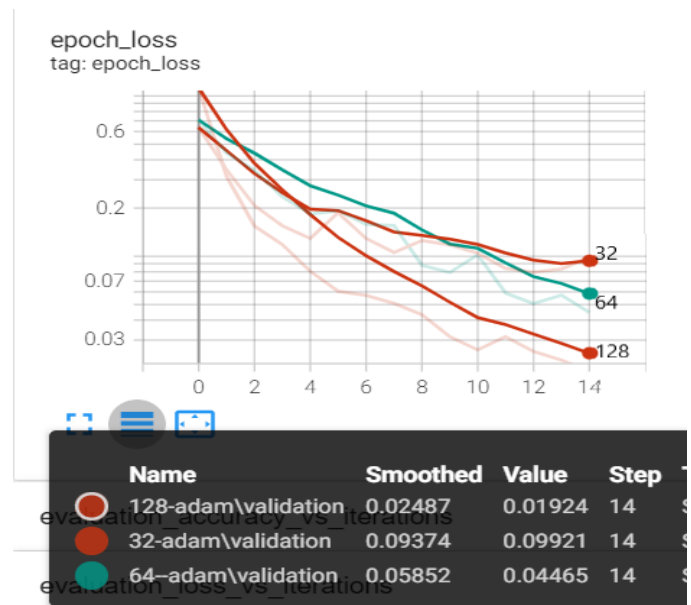 epoch_loss
tag: epoch_loss
0.6
0.2
0.07
0.03
32
64
128
0 2 4 6 8 10 12 14
Name Smoothed Value Step T
128-adam\validation 0.02487 0.01924 14 S
evaluation_accuracy_vs_iterations
32-adam\validation 0.09374 0.09921 14 S
64--adam\validation 0.05852 0.04465 14 S
evaluation_loss_vs_iterations